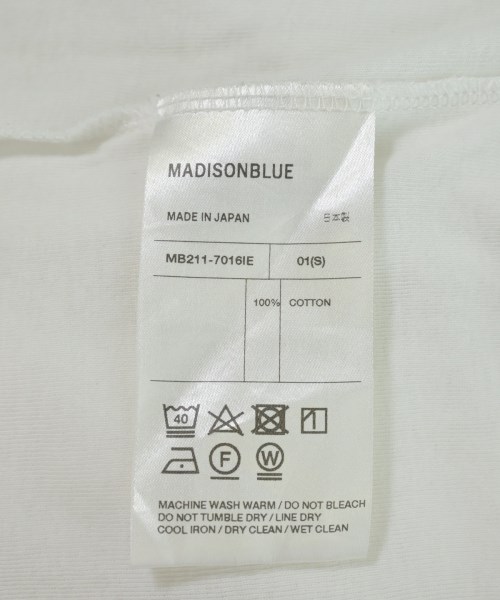 MADISONBLUE
MADE IN JAPAN 日本製
MB211-7016IE 01(S)
100% COTTON
40
F W
MACHINE WASH WARM / DO NOT BLEACH
DO NOT TUMBLE DRY / LINE DRY
COOL IRON / DRY CLEAN / WET CLEAN